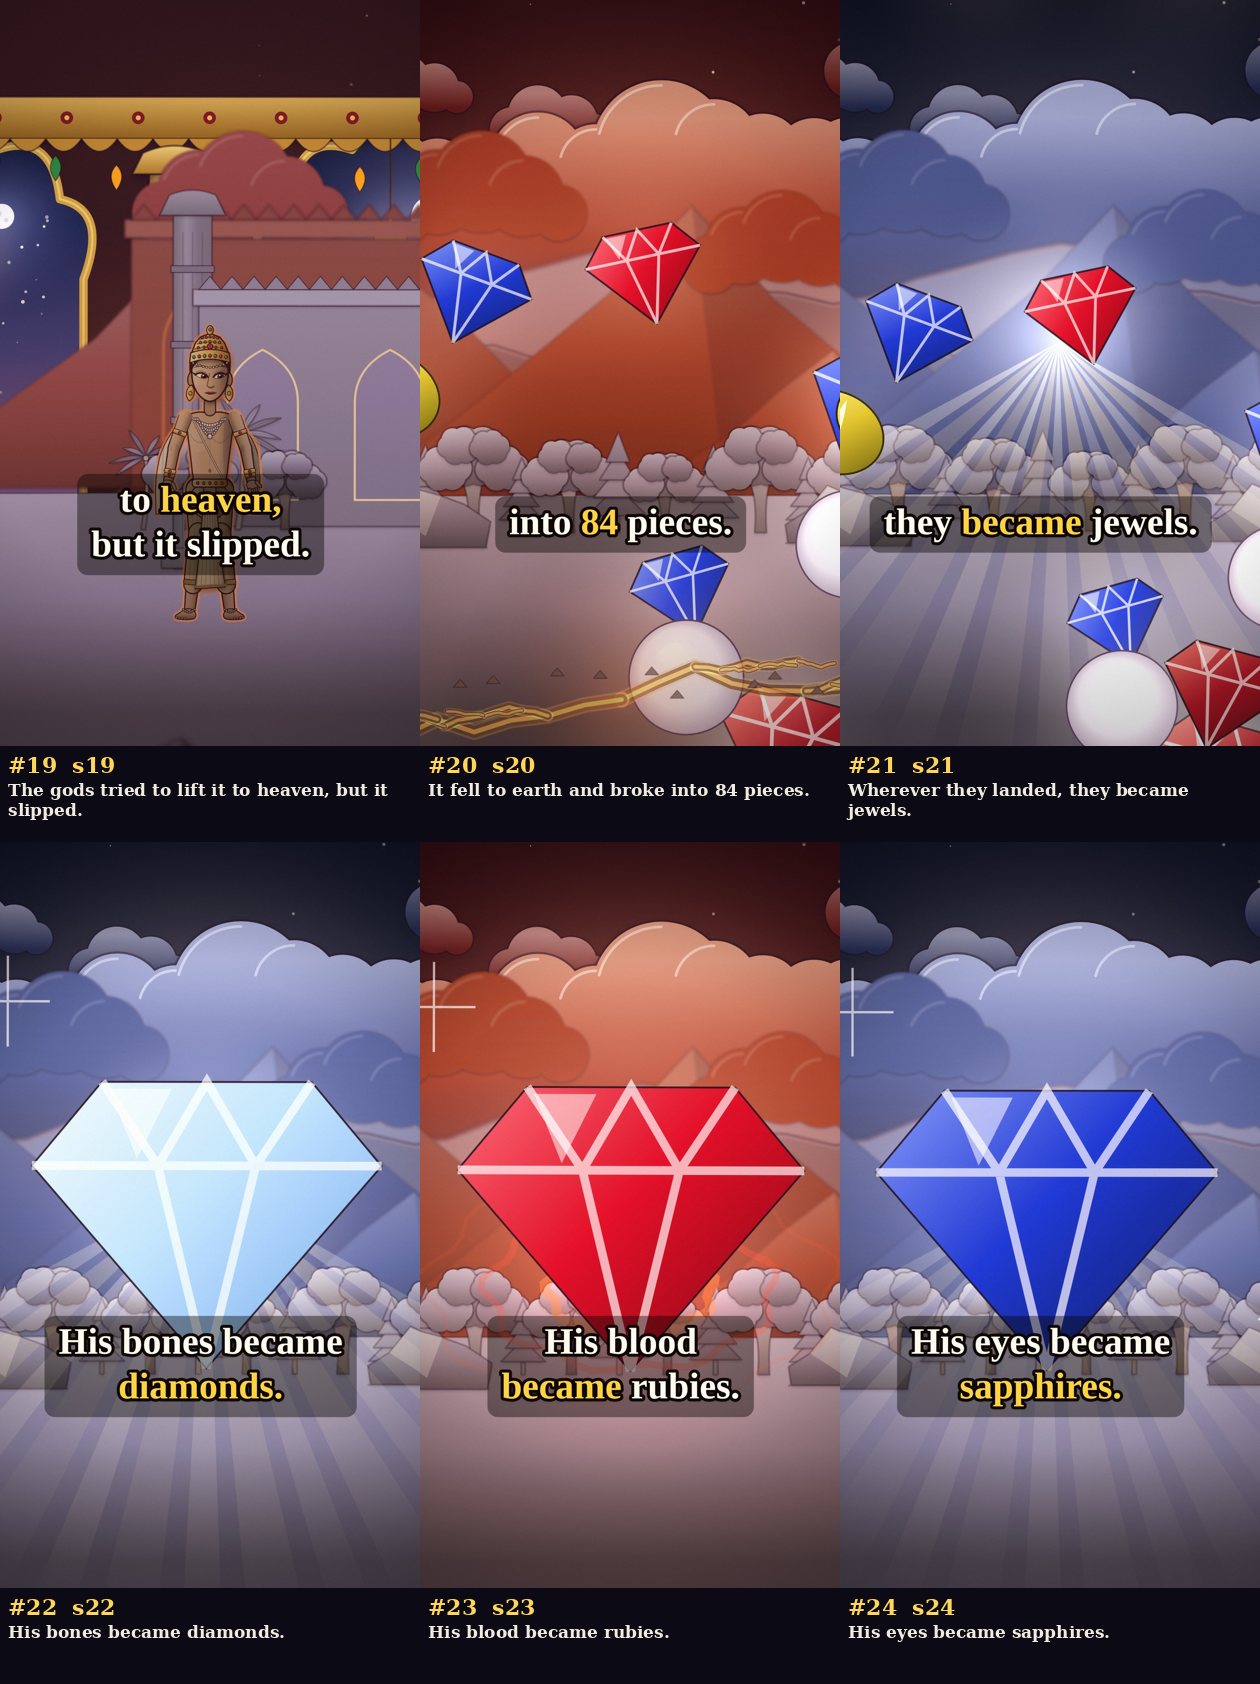 to heaven,
but it slipped.
into 84 pieces.
they became jewels.
#19 s19
The gods tried to lift it to heaven, but it
slipped.
#20 s20
It fell to earth and broke into 84 pieces.
#21 s21
Wherever they landed, they became
jewels.
His bones became
diamonds.
His blood
became rubies.
His eyes became
sapphires.
#22 s22
His bones became diamonds.
#23 s23
His blood became rubies.
#24 s24
His eyes became sapphires.